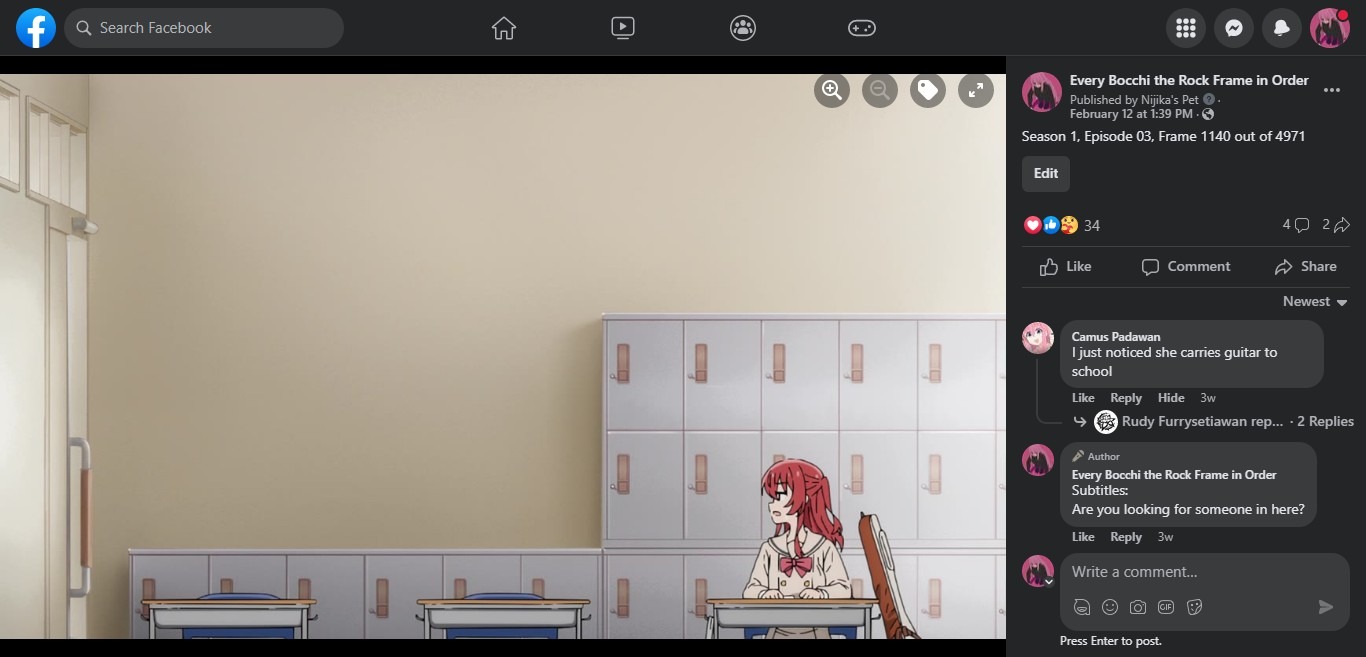 Search Facebook
Every Bocchi the Rock Frame in Order
Published by Nijika's Pet ·
February 12 at 1:39 PM ·
Season 1, Episode 03, Frame 1140 out of 4971
Edit
34
4
2
Like
Comment
Share
Newest
Camus Padawan
I just noticed she carries guitar to
school
Like Reply Hide 3w
Rudy Furrysetiawan rep... · 2 Replies
Author
Every Bocchi the Rock Frame in Order
Subtitles:
Are you looking for someone in here?
Like Reply 3w
Write a comment...
GIF
Press Enter to post.